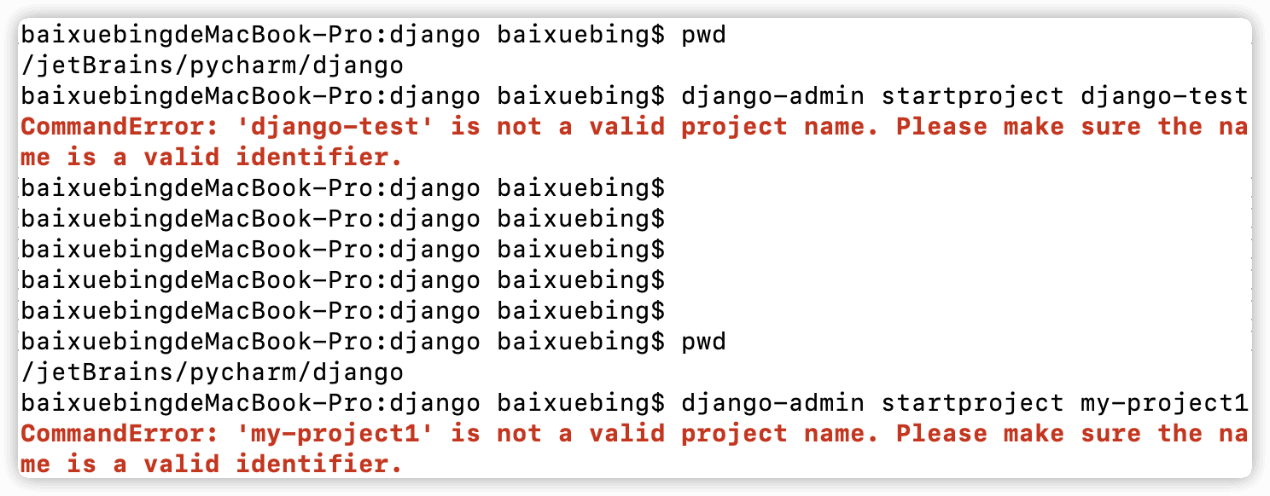 baixuebingdeMacBook-Pro:django baixuebing$ pwd
/jetBrains/pycharm/django
baixuebingdeMacBook-Pro:django baixuebing$ django-admin startproject django-test
CommandError: 'django-test' is not a valid project name. Please make sure the na
me is a valid identifier.
baixuebingdeMacBook-Pro:django baixuebing$
baixuebingdeMacBook-Pro:django baixuebing$
baixuebingdeMacBook-Pro:django baixuebing$
baixuebingdeMacBook-Pro:django baixuebing$
baixuebingdeMacBook-Pro:django baixuebing$
baixuebingdeMacBook-Pro:django baixuebing$ pwd
/jetBrains/pycharm/django
baixuebingdeMacBook-Pro:django baixuebing$ django-admin startproject my-project1
CommandError: 'my-project1' is not a valid project name. Please make sure the na
me is a valid identifier.